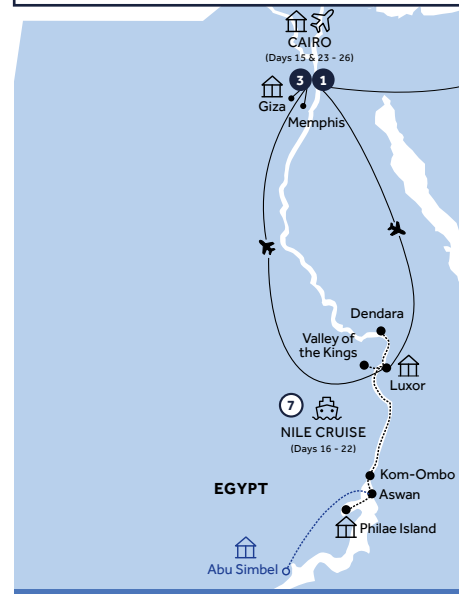 CAIRO
(Days 15 & 23 - 26)
3
1
Giza
Memphis
Dendara
Valley of
the Kings
Luxor
7
NILE CRUISE
(Days 16 - 22)
Kom-Ombo
EGYPT
Aswan
Philae Island
Abu Simbel